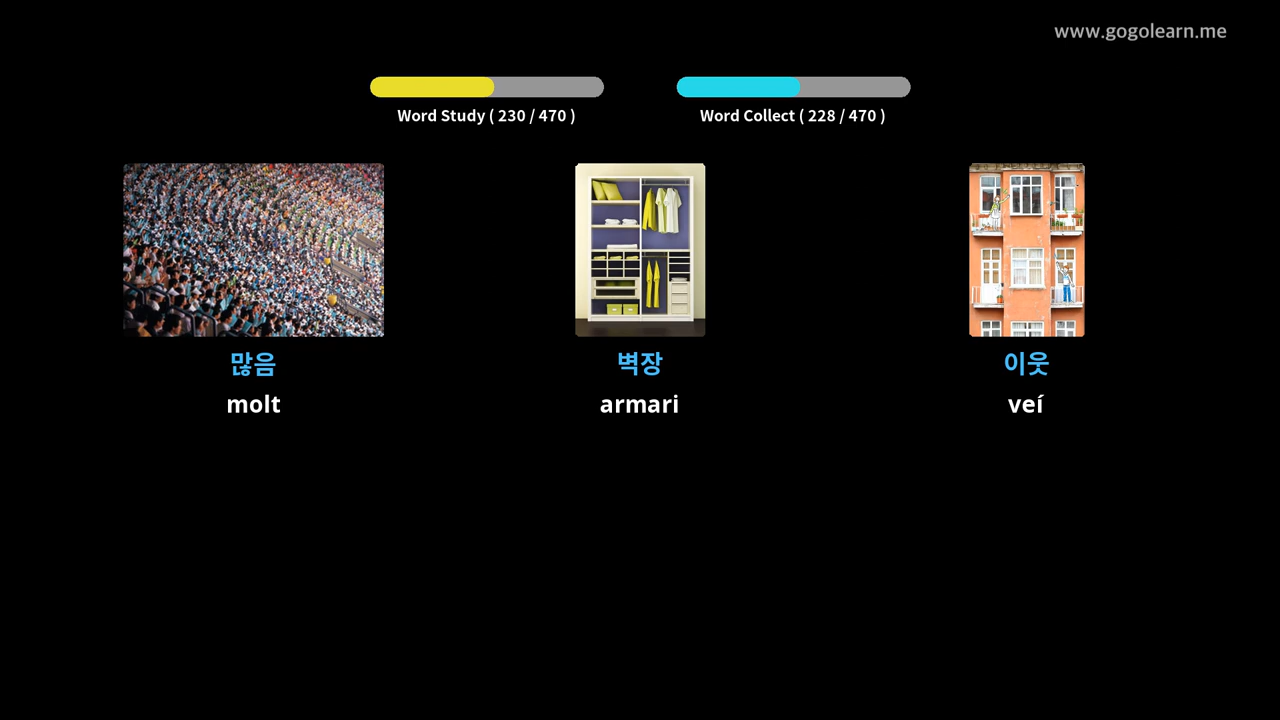 www.gogolearn.me
Word Study ( 230 / 470 )
Word Collect ( 228 / 470 )
많음
벽장
이웃
molt
armari
veí